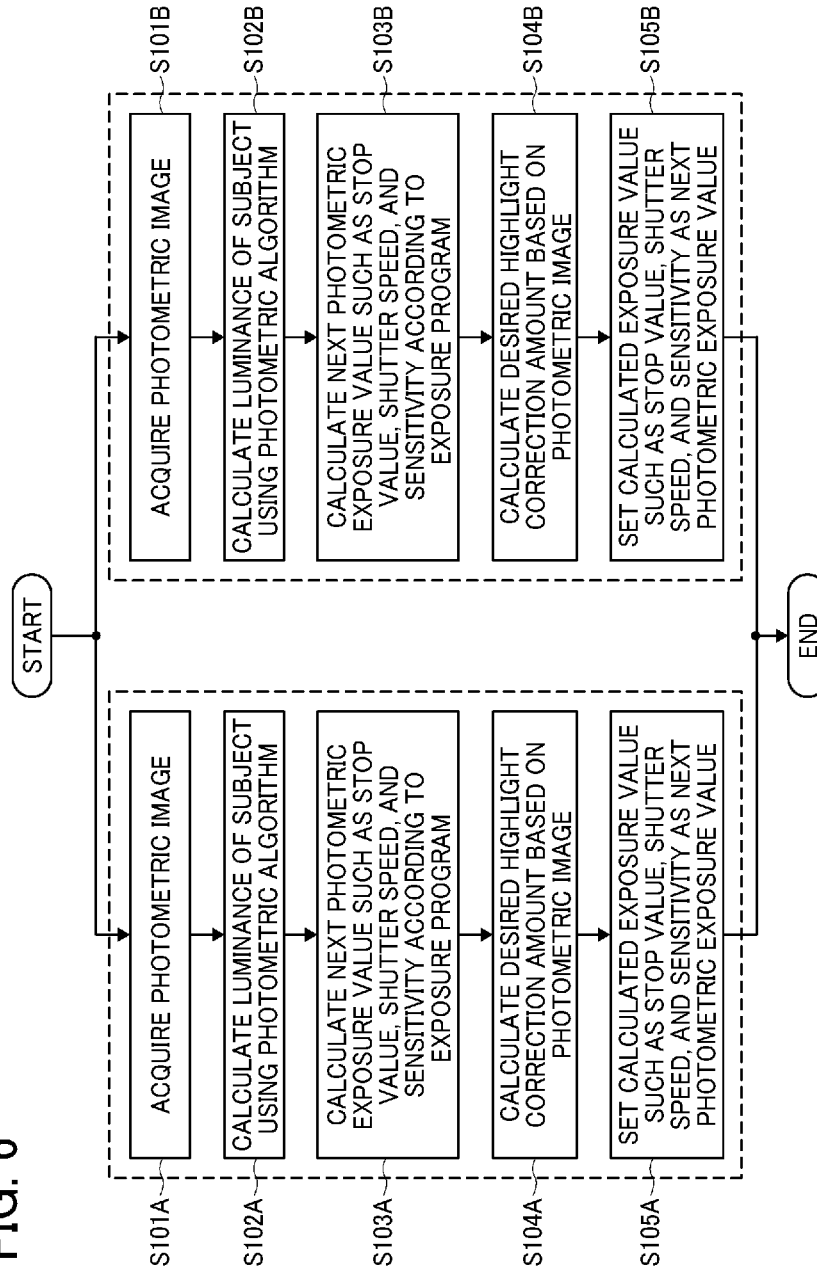 FIG.
START
S101A
ACQUIRE PHOTOMETRIC IMAGE
S102A
CALCULATE LUMINANCE OF SUBJECT
USING PHOTOMETRIC ALGORITHM
S103A
CALCULATE NEXT PHOTOMETRIC
EXPOSURE VALUE SUCH AS STOP
VALUE, SHUTTER SPEED, AND
SENSITIVITY ACCORDING TO
EXPOSURE PROGRAM
S104A
CALCULATE DESIRED HIGHLIGHT
CORRECTION AMOUNT BASED ON
PHOTOMETRIC IMAGE
S105A
SET CALCULATED EXPOSURE VALUE
SUCH AS STOP VALUE, SHUTTER
SPEED, AND SENSITIVITY AS NEXT
PHOTOMETRIC EXPOSURE VALUE
ACQUIRE PHOTOMETRIC IMAGE
S101B
CALCULATE LUMINANCE OF SUBJECT
USING PHOTOMETRIC ALGORITHM
S102B
CALCULATE NEXT PHOTOMETRIC
EXPOSURE VALUE SUCH AS STOP
VALUE, SHUTTER SPEED, AND
SENSITIVITY ACCORDING TO
EXPOSURE PROGRAM
S103B
CALCULATE DESIRED HIGHLIGHT
CORRECTION AMOUNT BASED ON
PHOTOMETRIC IMAGE
S104B
SET CALCULATED EXPOSURE VALUE
SUCH AS STOP VALUE, SHUTTER
SPEED, AND SENSITIVITY AS NEXT
PHOTOMETRIC EXPOSURE VALUE
S105B
END